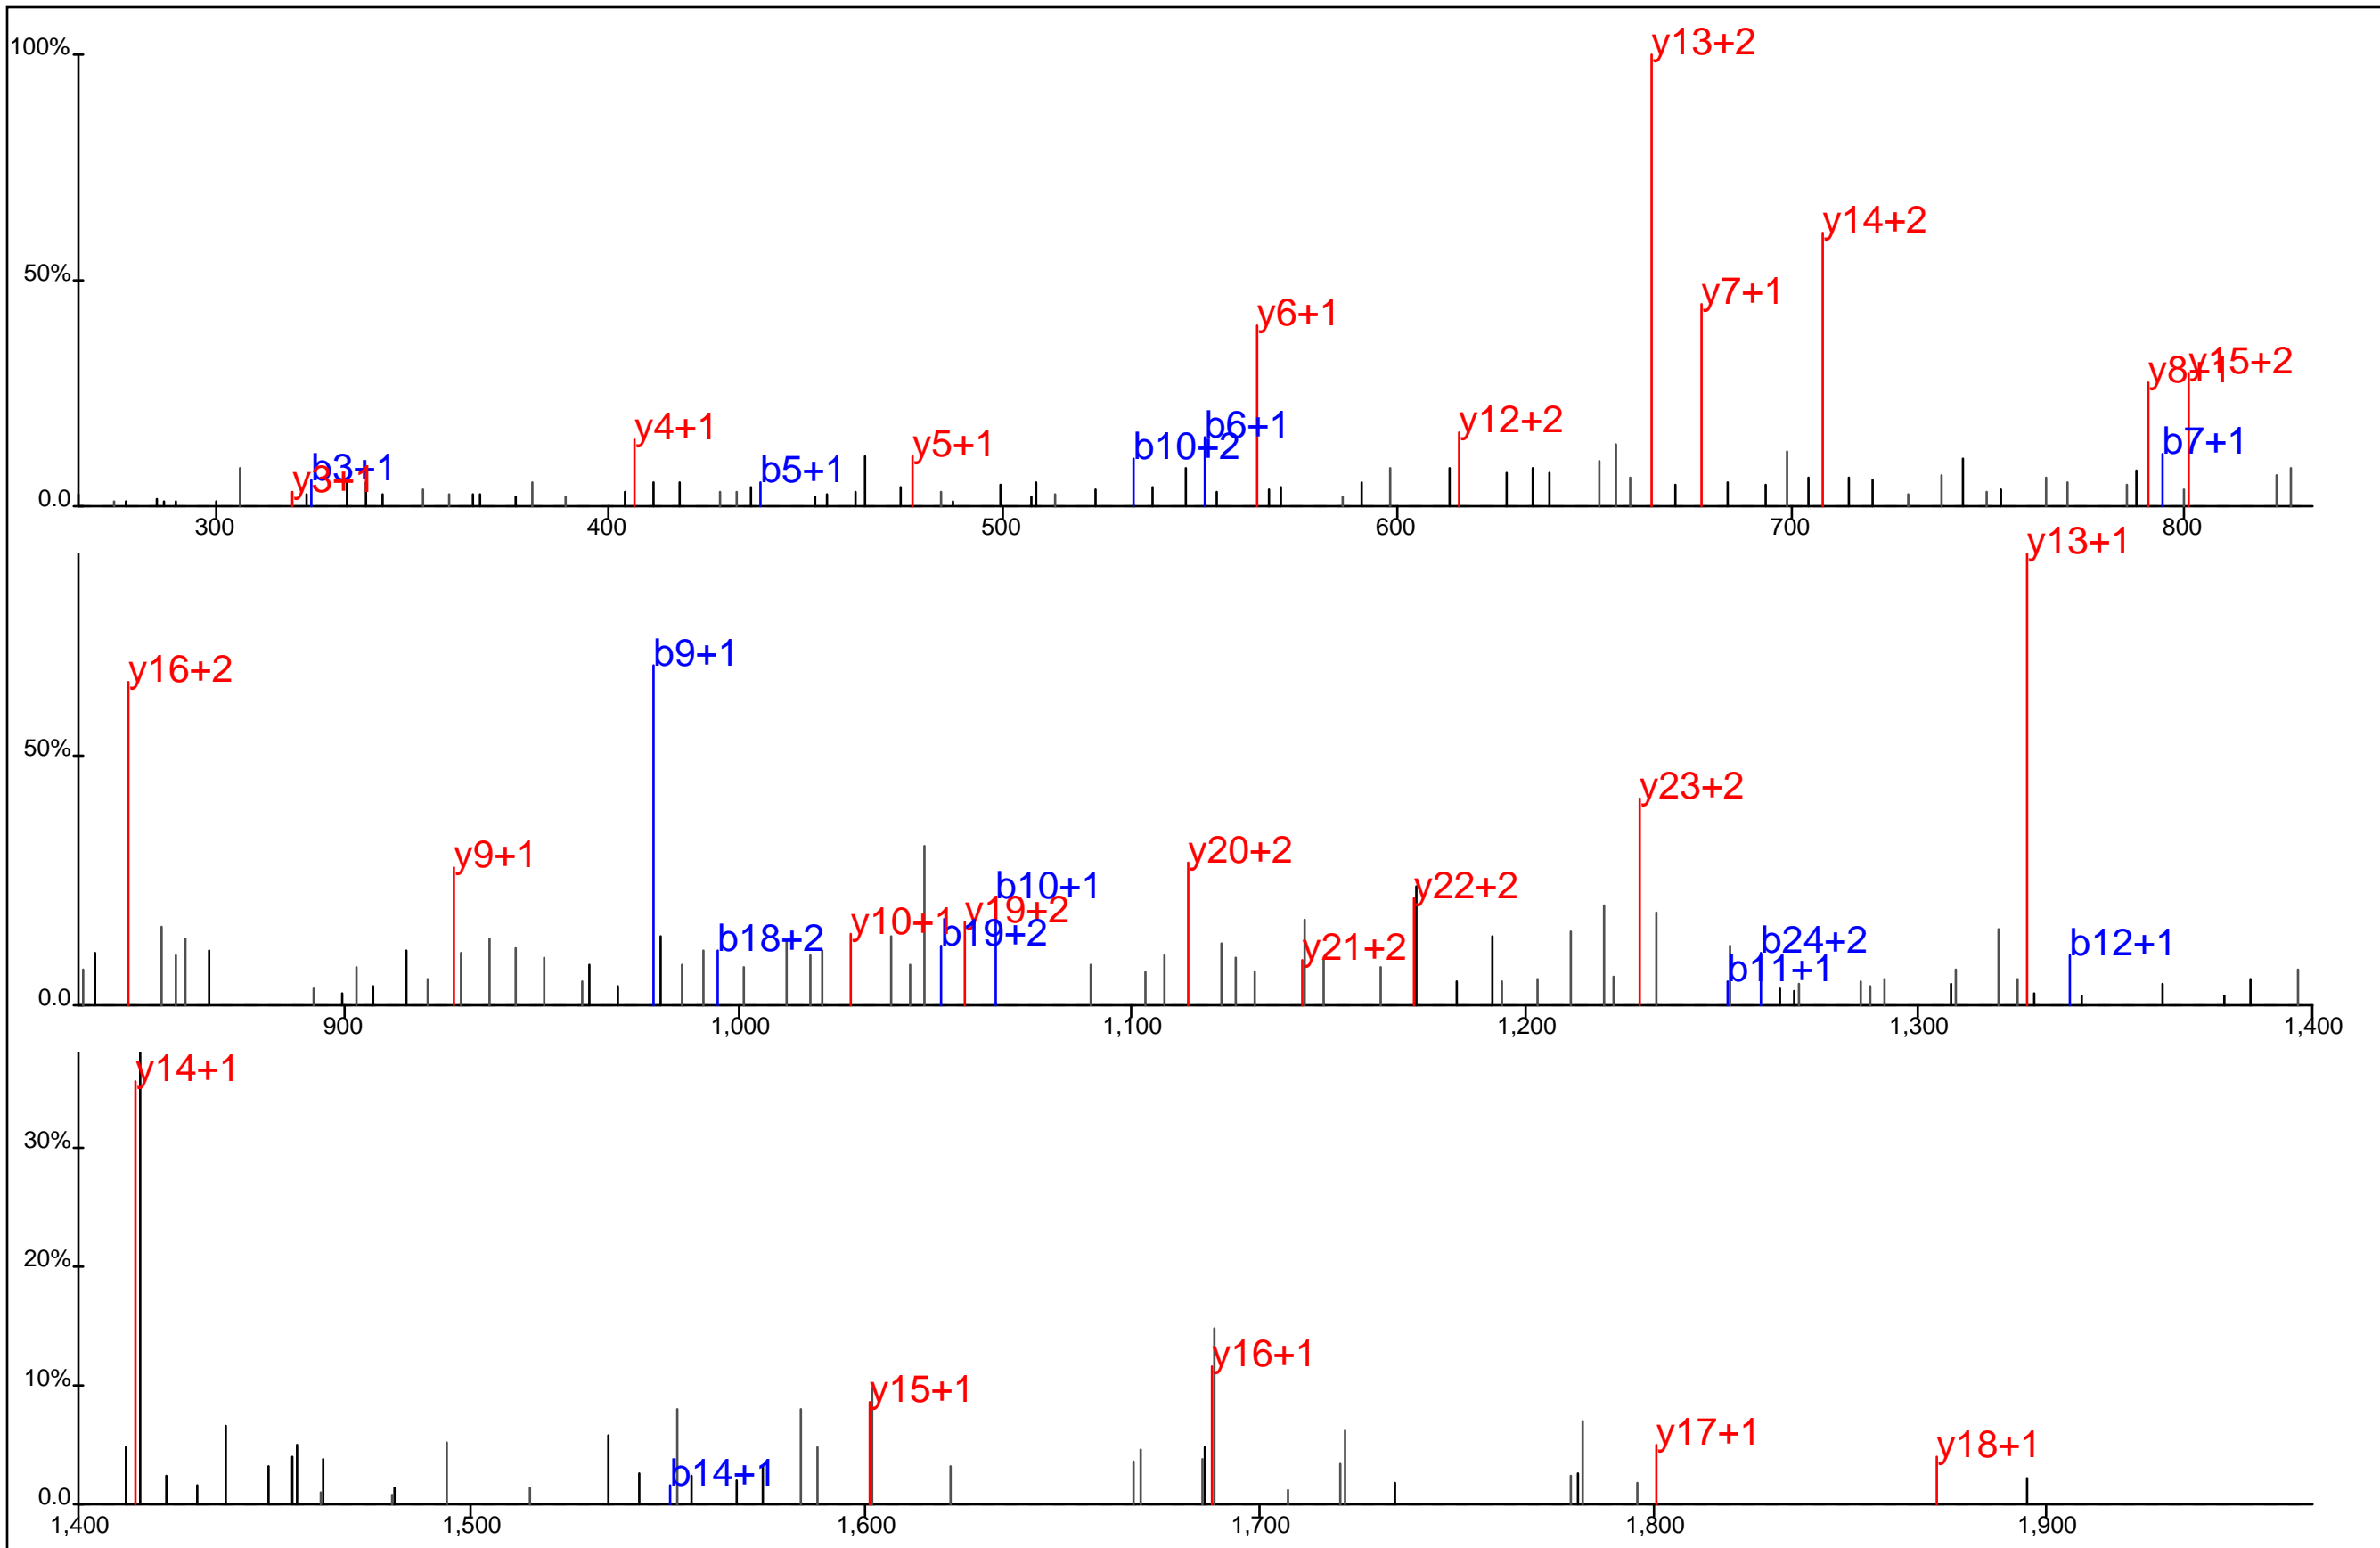 100%
y13+2
y14+2
50%
y7+1
y6+1
y8+1
y15+2
y4+1
y5+1
b10+2
b6+1
y12+2
b7+1
y3+1
b3+1
b5+1
0.0
300
400
500
600
700
800
y13+1
y16+2
b9+1
50%
y23+2
y9+1
y20+2
y10+1
b18+2
b19+2
y19+2
b10+1
y21+2
y22+2
b11+1
b24+2
b12+1
0.0
900
1,000
1,100
1,200
1,300
1,400
y14+1
30%
20%
10%
y15+1
y16+1
b14+1
y17+1
y18+1
0.0
1,400
1,500
1,600
1,700
1,800
1,900